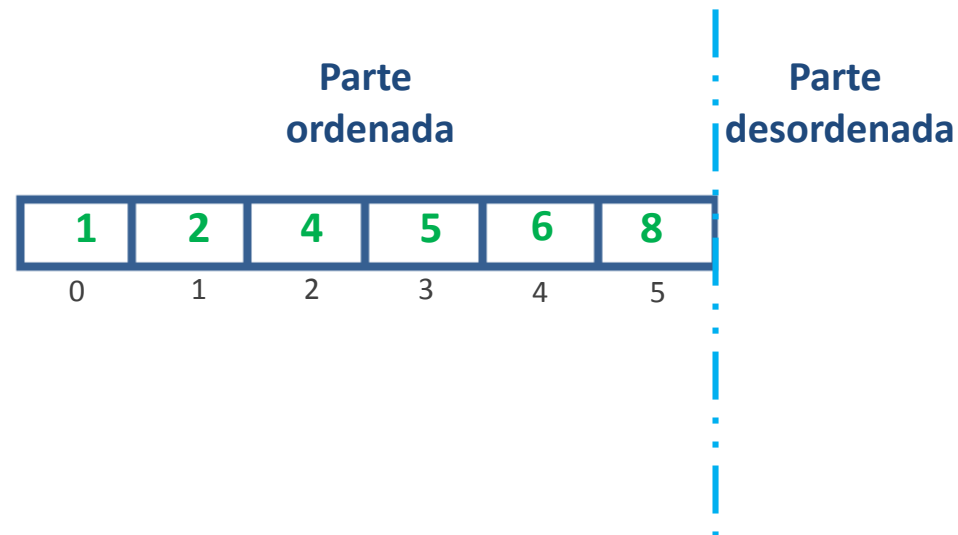 Parte
ordenada
Parte
desordenada
1 2 4 5 6 8
0 1 2 3 4 5